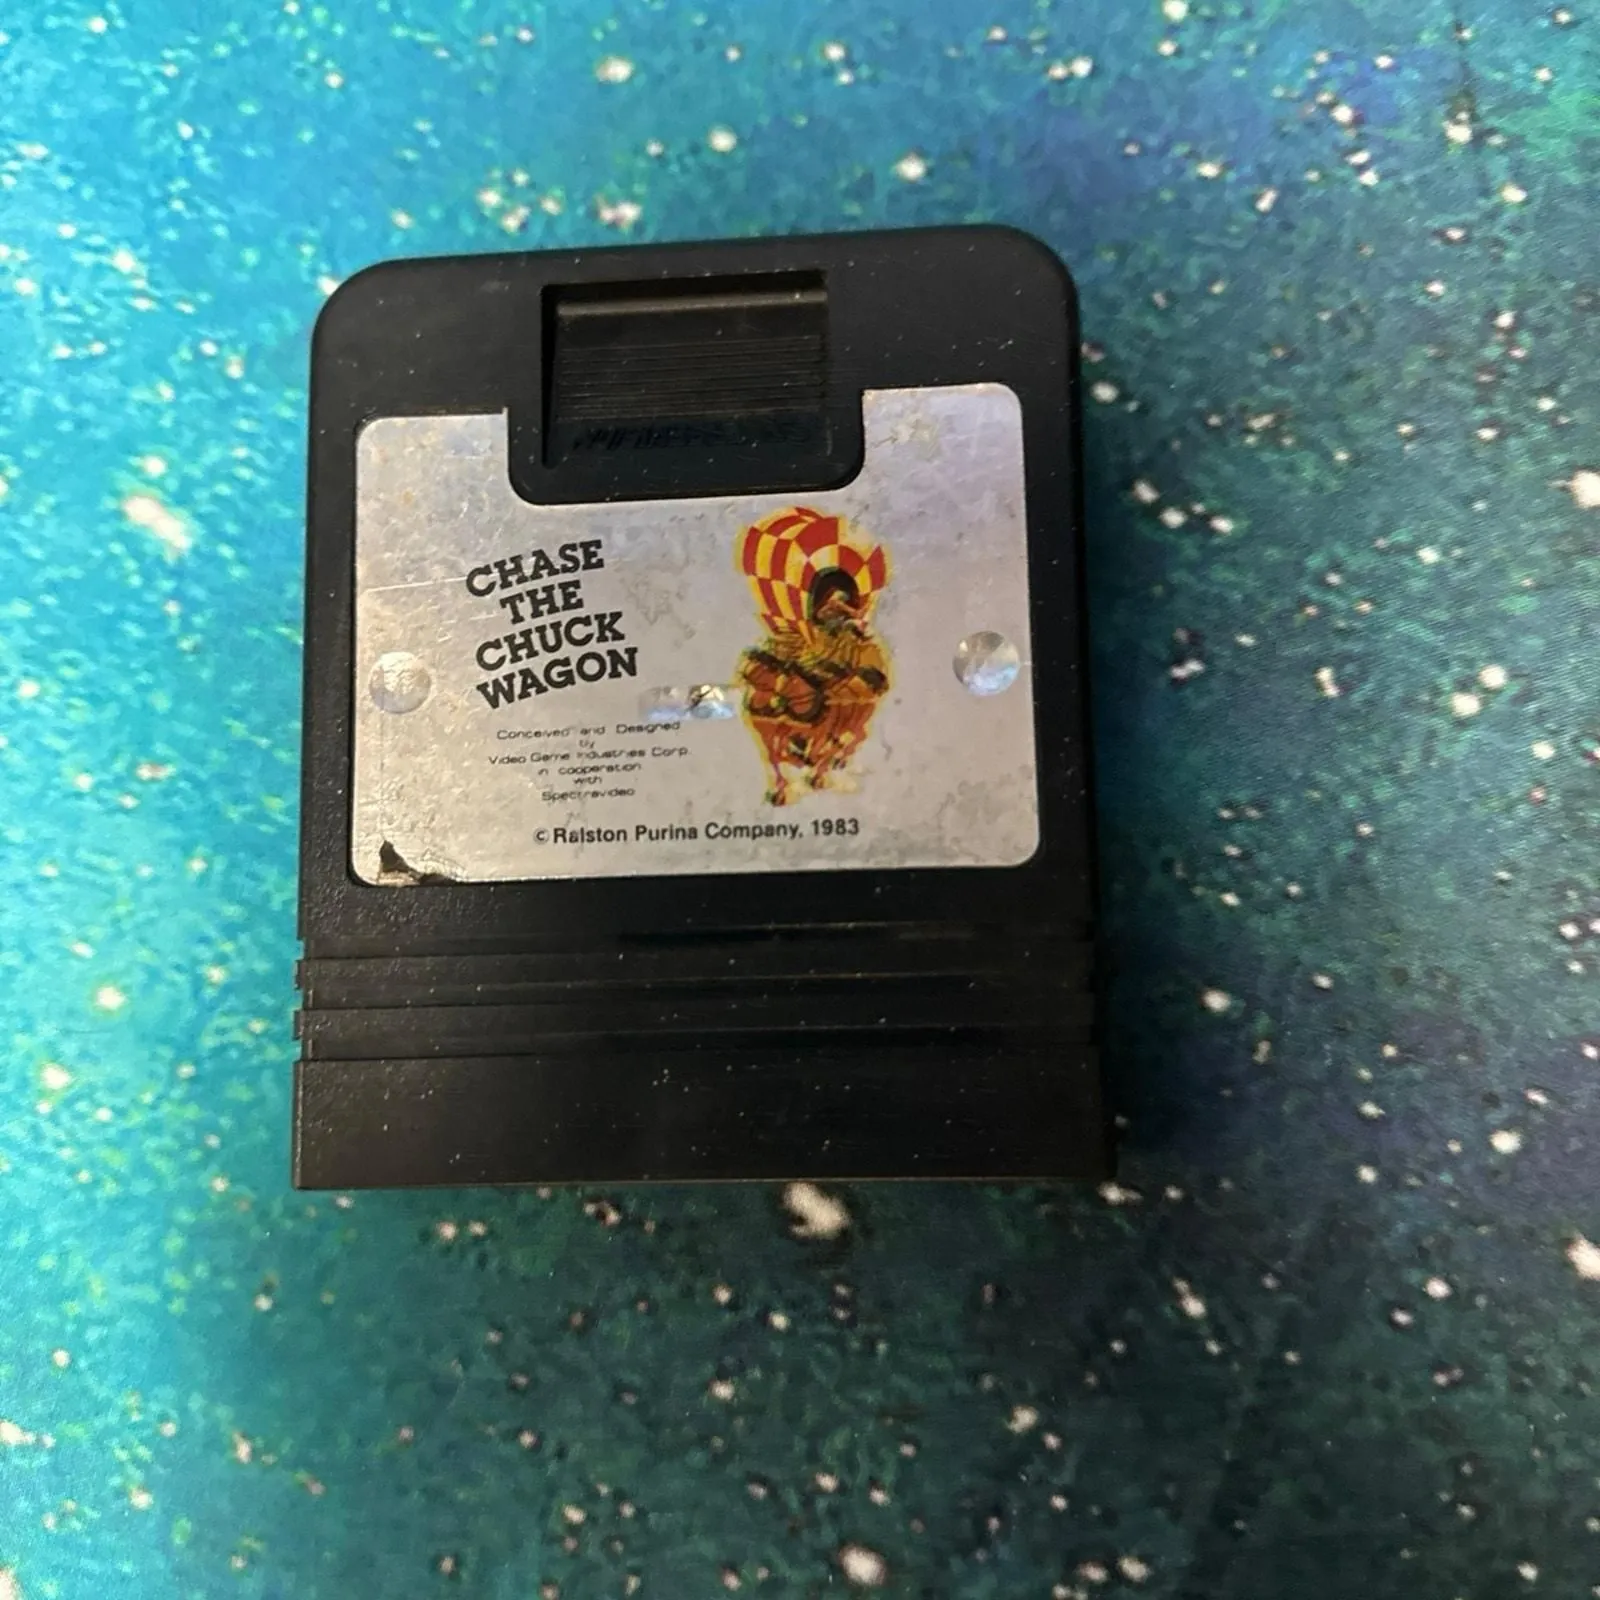 CHASE
THE
CHUCK
WAGON
Conceived and Designed
by
Video Game Industries Corp.
in cooperation
with
Spectravideo
© Ralston Purina Company, 1983